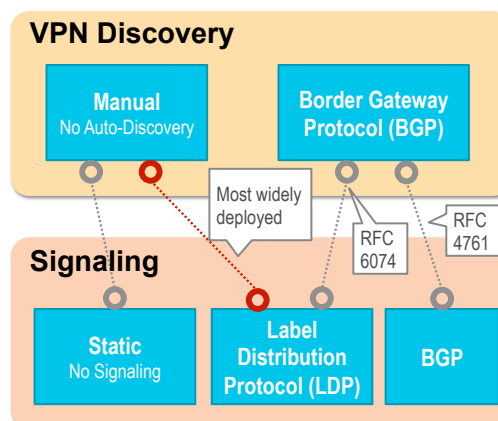 VPN Discovery
Manual
No Auto-Discovery
Border Gateway
Protocol (BGP)
Most widely
deployed
RFC
6074
RFC
4761
Signaling
Static
No Signaling
Label
Distribution
Protocol (LDP)
BGP